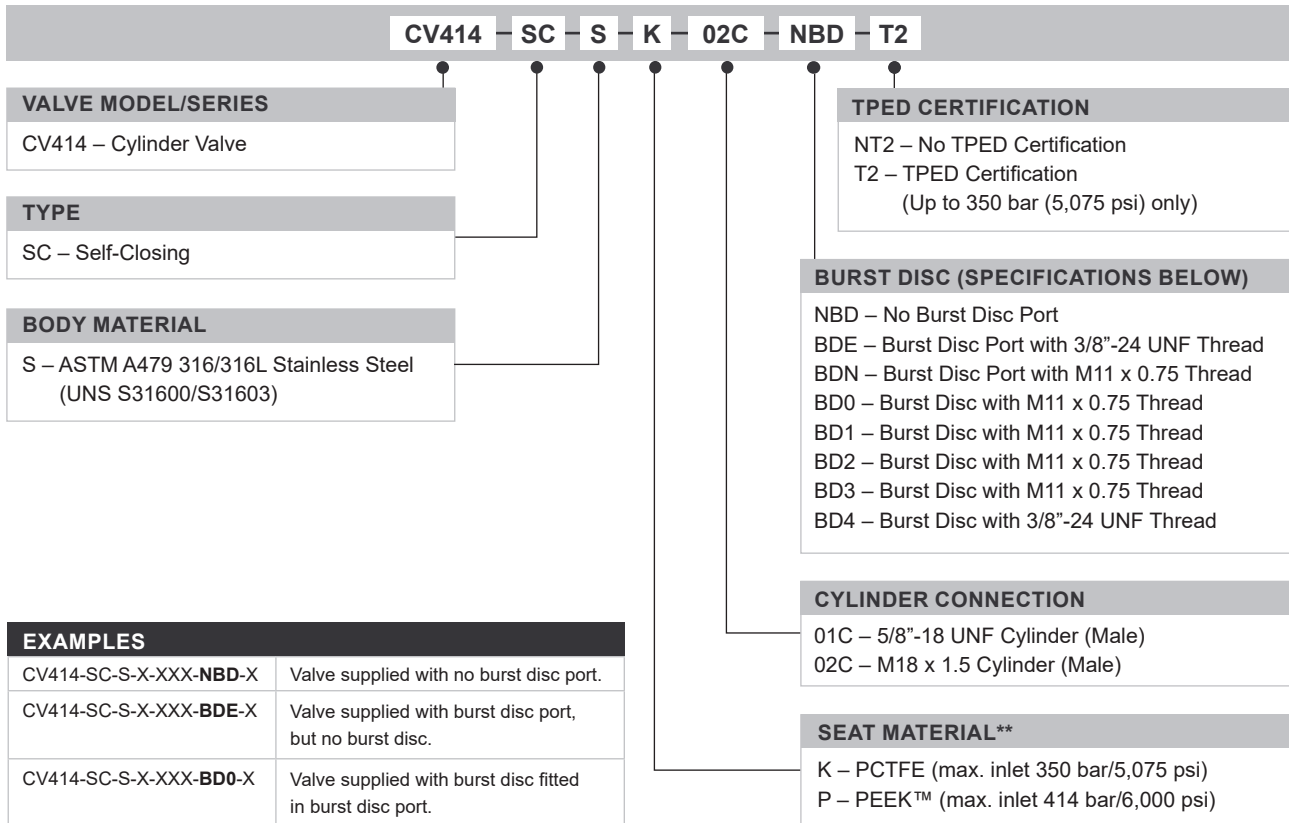 CV414 – SC – S – K – 02C – NBD – T2
VALVE MODEL/SERIES
CV414 – Cylinder Valve
TYPE
SC – Self-Closing
BODY MATERIAL
S – ASTM A479 316/316L Stainless Steel
(UNS S31600/S31603)
TPED CERTIFICATION
NT2 – No TPED Certification
T2 – TPED Certification
(Up to 350 bar (5,075 psi) only)
BURST DISC (SPECIFICATIONS BELOW)
NBD – No Burst Disc Port
BDE – Burst Disc Port with 3/8”-24 UNF Thread
BDN – Burst Disc Port with M11 x 0.75 Thread
BD0 – Burst Disc with M11 x 0.75 Thread
BD1 – Burst Disc with M11 x 0.75 Thread
BD2 – Burst Disc with M11 x 0.75 Thread
BD3 – Burst Disc with M11 x 0.75 Thread
BD4 – Burst Disc with 3/8”-24 UNF Thread
CYLINDER CONNECTION
01C – 5/8”-18 UNF Cylinder (Male)
02C – M18 x 1.5 Cylinder (Male)
SEAT MATERIAL**
K – PCTFE (max. inlet 350 bar/5,075 psi)
P – PEEK™ (max. inlet 414 bar/6,000 psi)
EXAMPLES
CV414-SC-S-X-XXX-NBD-X Valve supplied with no burst disc port.
CV414-SC-S-X-XXX-BDE-X Valve supplied with burst disc port,
but no burst disc.
CV414-SC-S-X-XXX-BD0-X Valve supplied with burst disc fitted
in burst disc port.